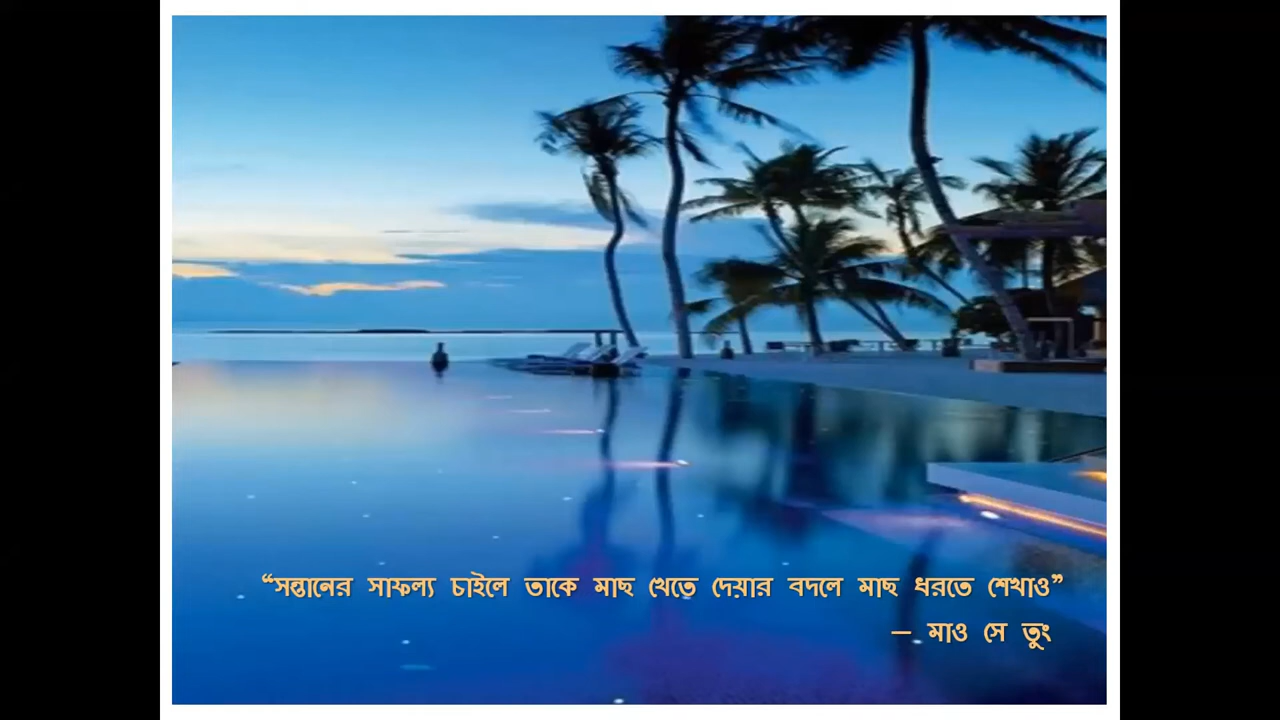 “সন্তানের সাফল্য চাইলে তাকে মাছ খেতে দেয়ার বদলে মাছ ধরতে শেখাও”
– মাও সে তুং